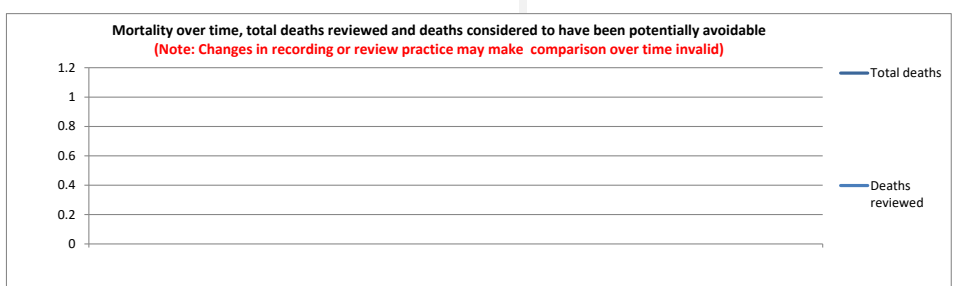 Mortality over time, total deaths reviewed and deaths considered to have been potentially avoidable
(Note: Changes in recording or review practice may make comparison over time invalid)
1.2
1
0.8
0.6
0.4
0.2
0
Total deaths
Deaths
reviewed